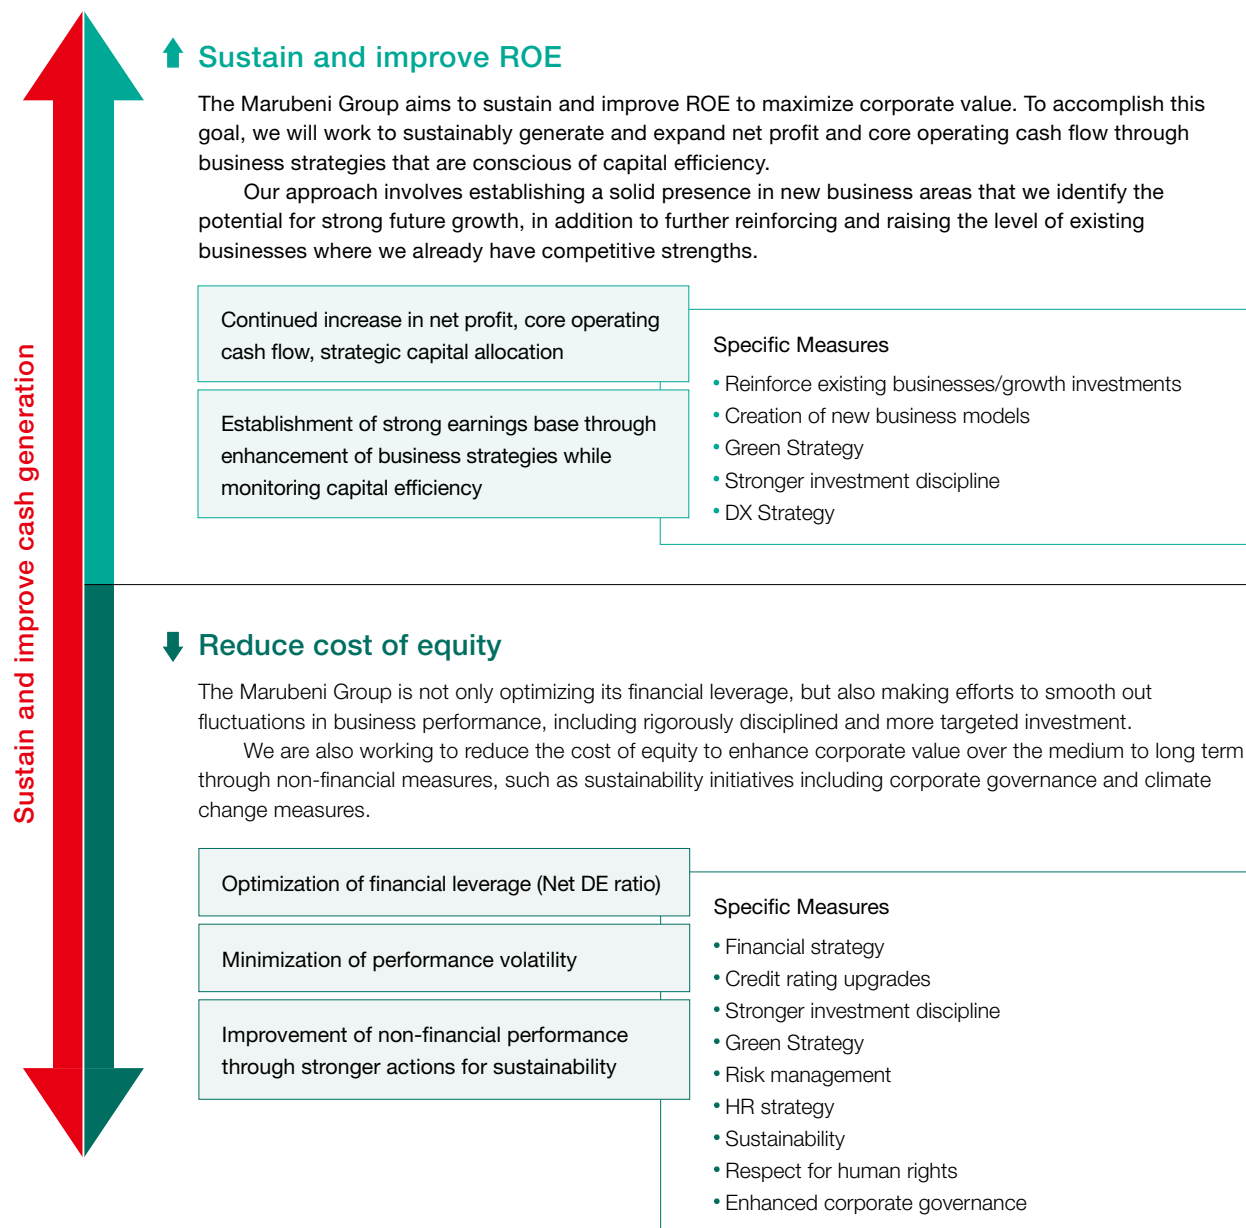 Sustain and improve cash generation
Sustain and improve ROE
The Marubeni Group aims to sustain and improve ROE to maximize corporate value. To accomplish this
goal, we will work to sustainably generate and expand net profit and core operating cash flow through
business strategies that are conscious of capital efficiency.
Our approach involves establishing a solid presence in new business areas that we identify the
potential for strong future growth, in addition to further reinforcing and raising the level of existing
businesses where we already have competitive strengths.
Continued increase in net profit, core operating
cash flow, strategic capital allocation
Establishment of strong earnings base through
enhancement of business strategies while
monitoring capital efficiency
Specific Measures
• Reinforce existing businesses/growth investments
• Creation of new business models
• Green Strategy
• Stronger investment discipline
• DX Strategy
Reduce cost of equity
The Marubeni Group is not only optimizing its financial leverage, but also making efforts to smooth out
fluctuations in business performance, including rigorously disciplined and more targeted investment.
We are also working to reduce the cost of equity to enhance corporate value over the medium to long term
through non-financial measures, such as sustainability initiatives including corporate governance and climate
change measures.
Optimization of financial leverage (Net DE ratio)
Minimization of performance volatility
Improvement of non-financial performance
through stronger actions for sustainability
Specific Measures
• Financial strategy
• Credit rating upgrades
• Stronger investment discipline
• Green Strategy
• Risk management
• HR strategy
• Sustainability
• Respect for human rights
• Enhanced corporate governance